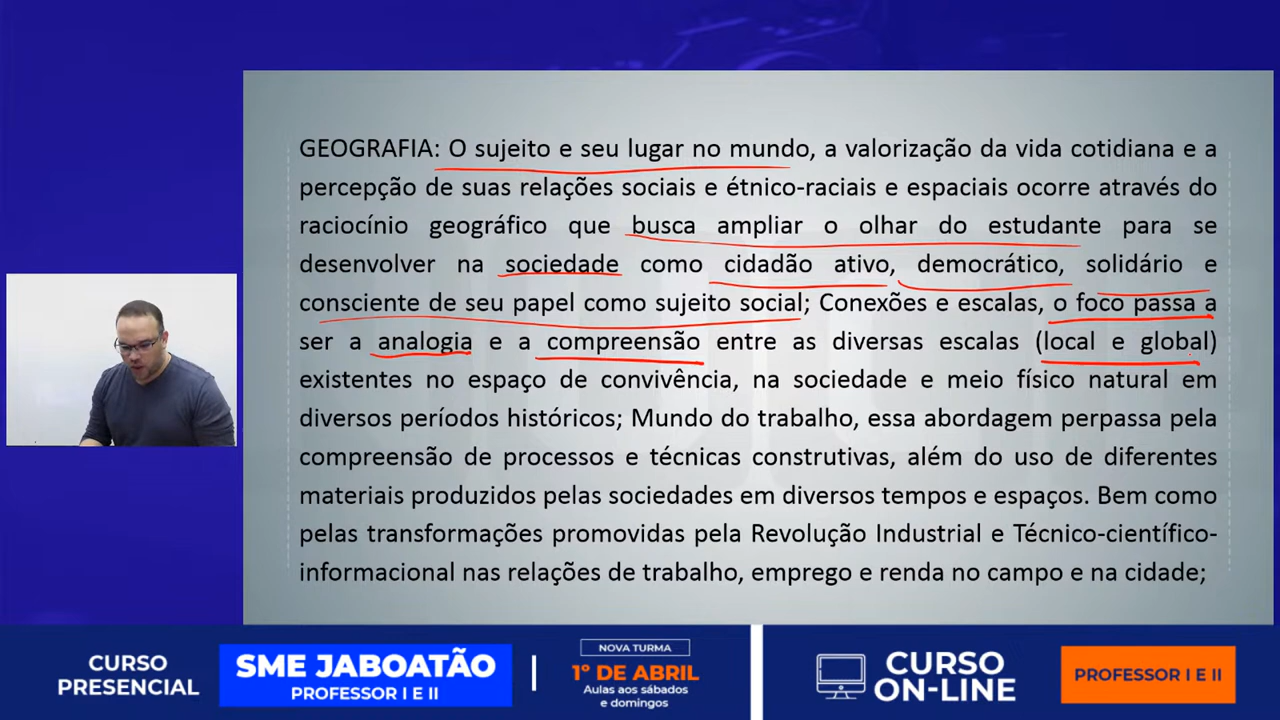 GEOGRAFIA: O sujeito e seu lugar no mundo, a valorização da vida cotidiana e a
percepção de suas relações sociais e étnico-raciais e espaciais ocorre através do
raciocínio geográfico que busca ampliar o olhar do estudante para se
desenvolver na sociedade como cidadão ativo, democrático, solidário e
consciente de seu papel como sujeito social; Conexões e escalas, o foco passa a
ser a analogia e a compreensão entre as diversas escalas (local e global)
existentes no espaço de convivência, na sociedade e meio físico natural em
diversos períodos históricos; Mundo do trabalho, essa abordagem perpassa pela
compreensão de processos e técnicas construtivas, além do uso de diferentes
materiais produzidos pelas sociedades em diversos tempos e espaços. Bem como
pelas transformações promovidas pela Revolução Industrial e Técnico-científico-
informacional nas relações de trabalho, emprego e renda no campo e na cidade;
CURSO
PRESENCIAL
SME JABOATÃO
PROFESSOR I E II
NOVA TURMA
1º DE ABRIL
Aulas aos sábados
e domingos
CURSO
ON-LINE
PROFESSOR I E II